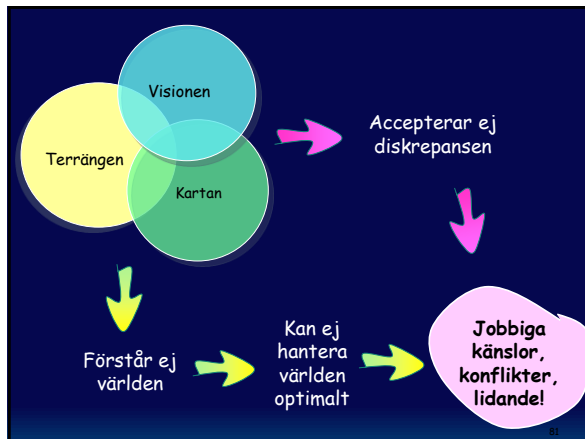 Visionen
Terrängen
Kartan
Accepterar ej
diskrepansen
Förstår ej
världen
Kan ej
hantera
världen
optimalt
Jobbiga
känslor,
konflikter,
lidande!
81